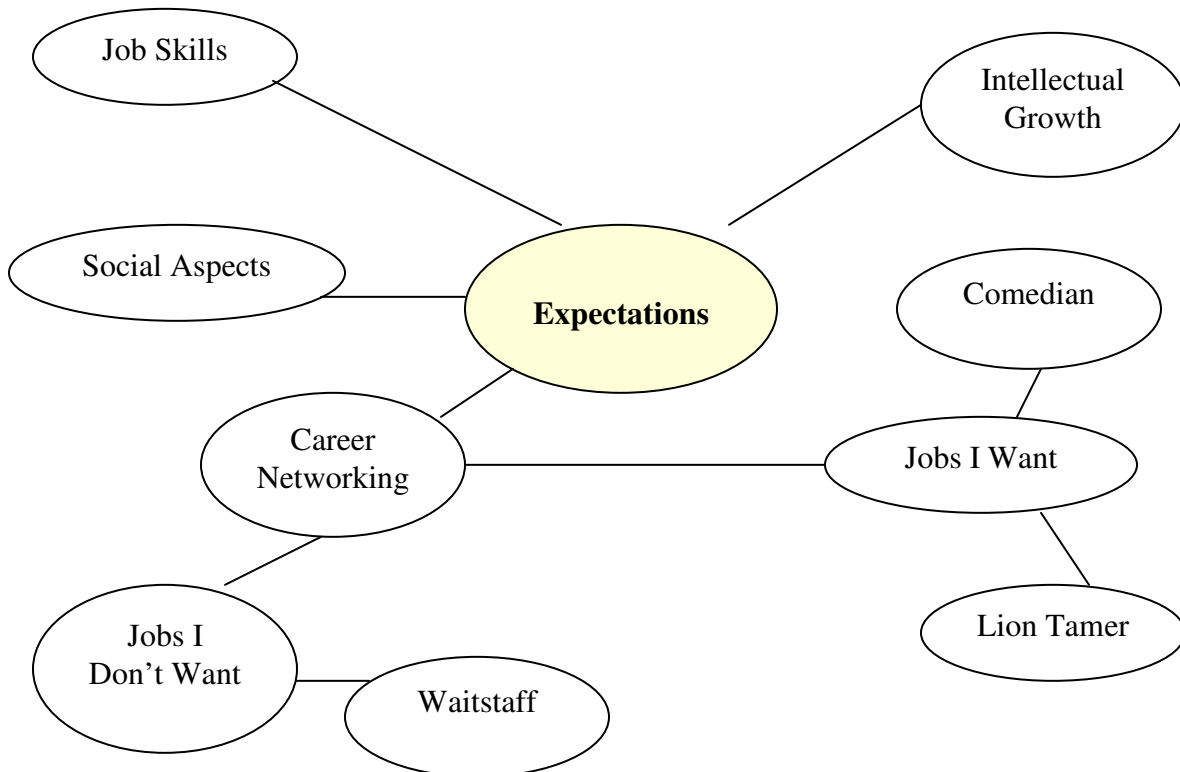 Job Skills
Intellectual
Growth
Social Aspects
Comedian
Expectations
Career
Networking
Jobs I Want
Jobs I
Don’t Want
Lion Tamer
Waitstaff